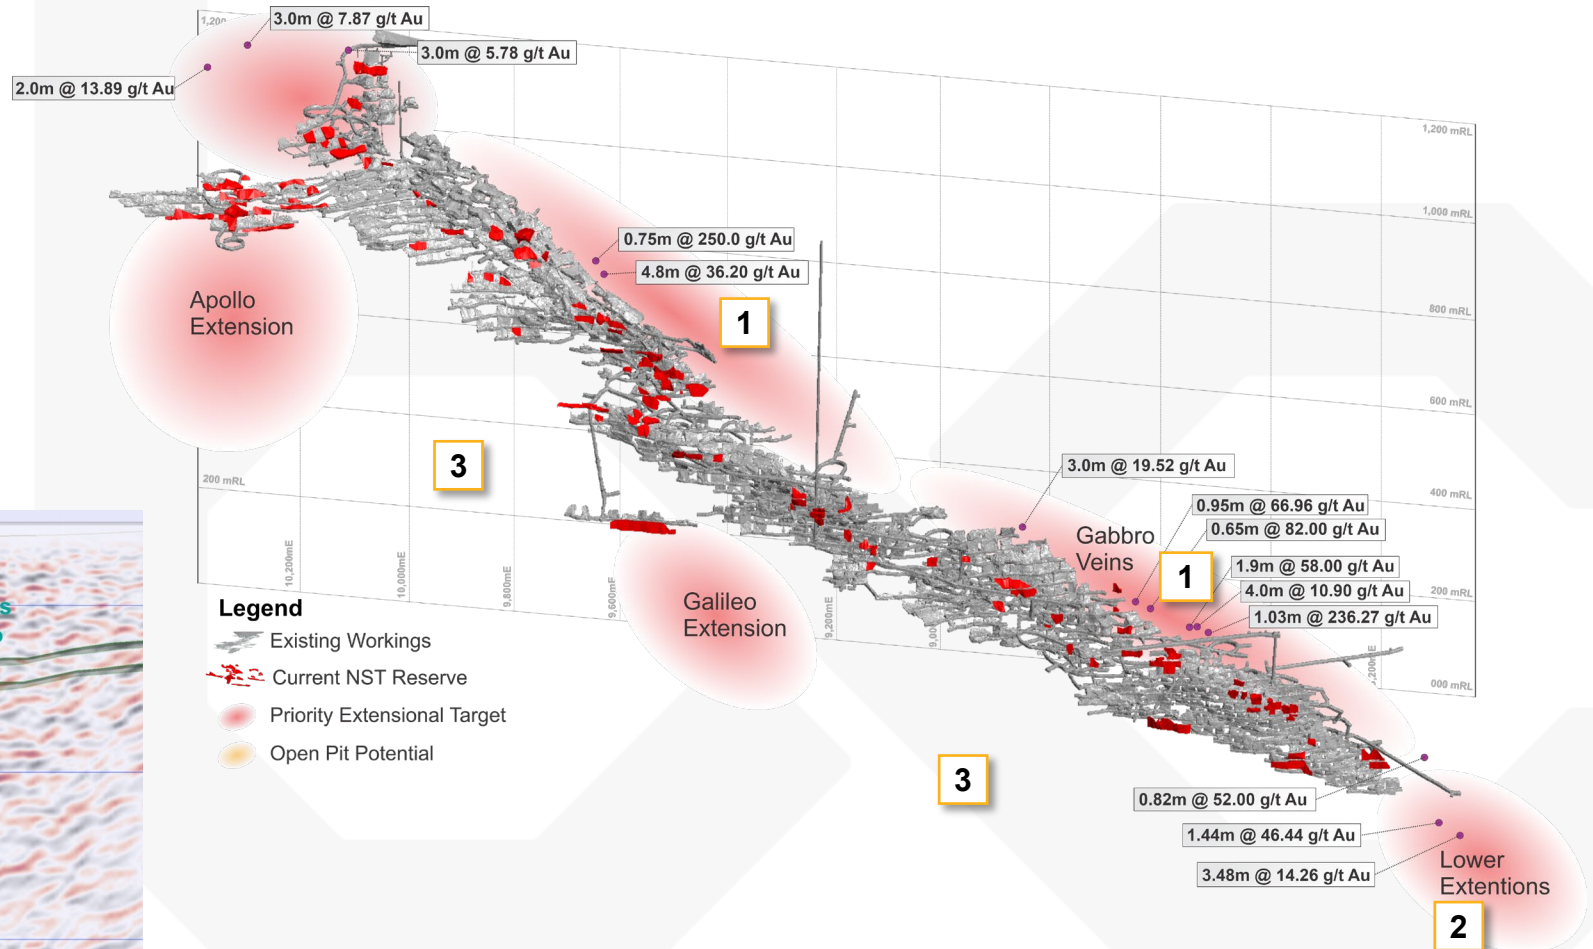 1,200
3.0m @ 7.87 g/t Au
3.0m @ 5.78 g/t Au
2.0m @ 13.89 g/t Au
1,200 mRL
1,000 mRL
800 mRL
600 mRL
400 mRL
200 mRL
000 mRL
0.75m @ 250.0 g/t Au
4.8m @ 36.20 g/t Au
1
Apollo
Extension
3
200 mRL
3.0m @ 19.52 g/t Au
0.95m @ 66.96 g/t Au
0.65m @ 82.00 g/t Au
Gabbro
Veins
1
1.9m @ 58.00 g/t Au
4.0m @ 10.90 g/t Au
1.03m @ 236.27 g/t Au
10,200mE
10,000mE
9,800mE
9,600mE
9,200mE
9,00
,200mE
Galileo
Extension
s
Legend
Existing Workings
Current NST Reserve
Priority Extensional Target
Open Pit Potential
3
0.82m @ 52.00 g/t Au
1.44m @ 46.44 g/t Au
3.48m @ 14.26 g/t Au
Lower
Extentions
2